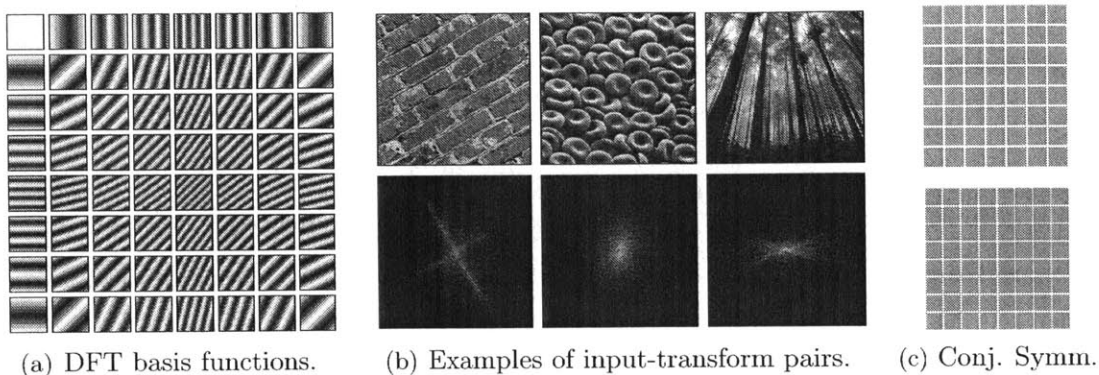 (a) DFT basis functions.
(b) Examples of input-transform pairs.
(c) Conj. Symm.